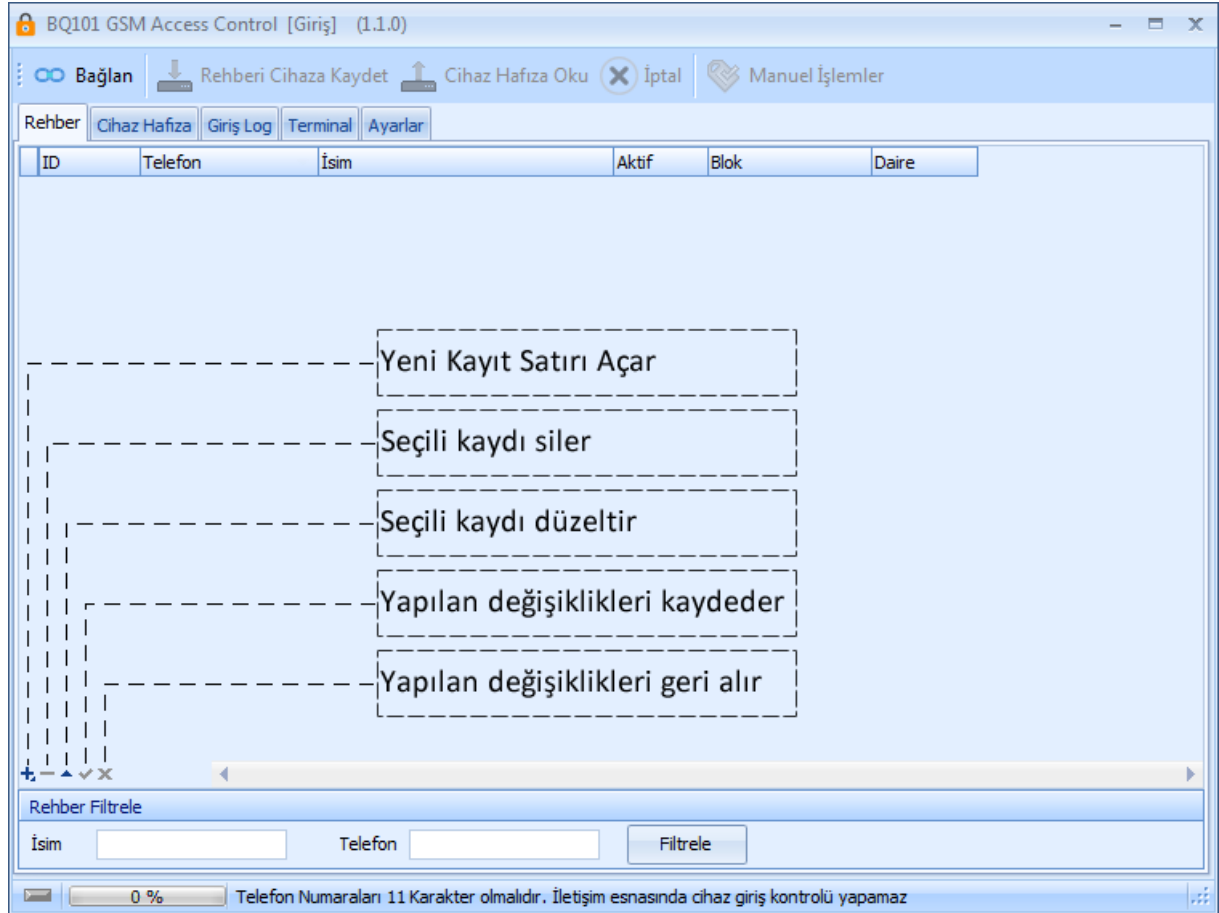 BQ101 GSM Access Control [Giriş] (1.1.0)
Bağlan Rehberi Cihaza Kaydet Cihaz Hafıza Oku İptal Manuel İşlemler
Rehber Cihaz Hafıza Giriş Log Terminal Ayarlar
ID Telefon İsim Aktif Blok Daire
Yeni Kayıt Satırı Açar
Seçili kaydı siler
Seçili kaydı düzeltir
Yapılan değişiklikleri kaydeder
Yapılan değişiklikleri geri alır
Rehber Filtrele
İsim Telefon Filtrele
0 % Telefon Numaraları 11 Karakter olmalıdır. İletişim esnasında cihaz giriş kontrolü yapamaz